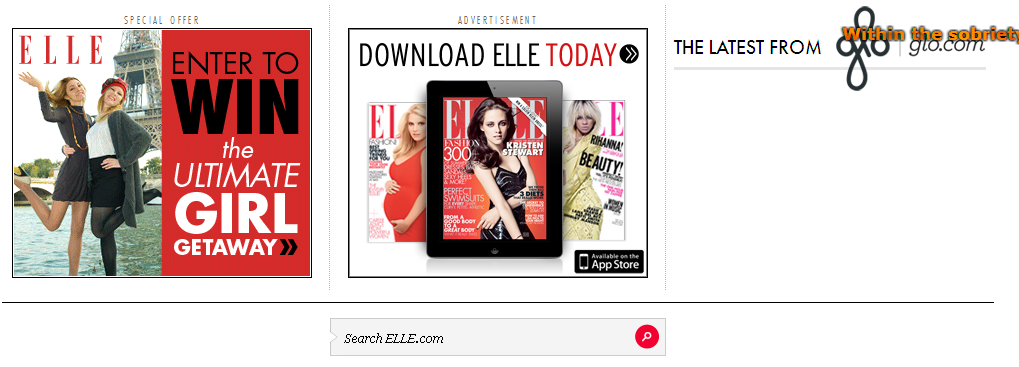 SPECIAL OFFER
ELLE
ENTER TO
WIN
the
ULTIMATE
GIRL
GETAWAY
ADVERTISEMENT
DOWNLOAD ELLE TODAY
ELLE
FASHION
300
KRISTEN
STEWART
PERFECT
SWIMSUITS
3 DIETS
FROM A
GOOD BODY
TO A
GREAT BODY
RIHANNA!
BEAUTY!
Available on the
App Store
THE LATEST FROM
glo.com
Within the sobriety
Search ELLE.com